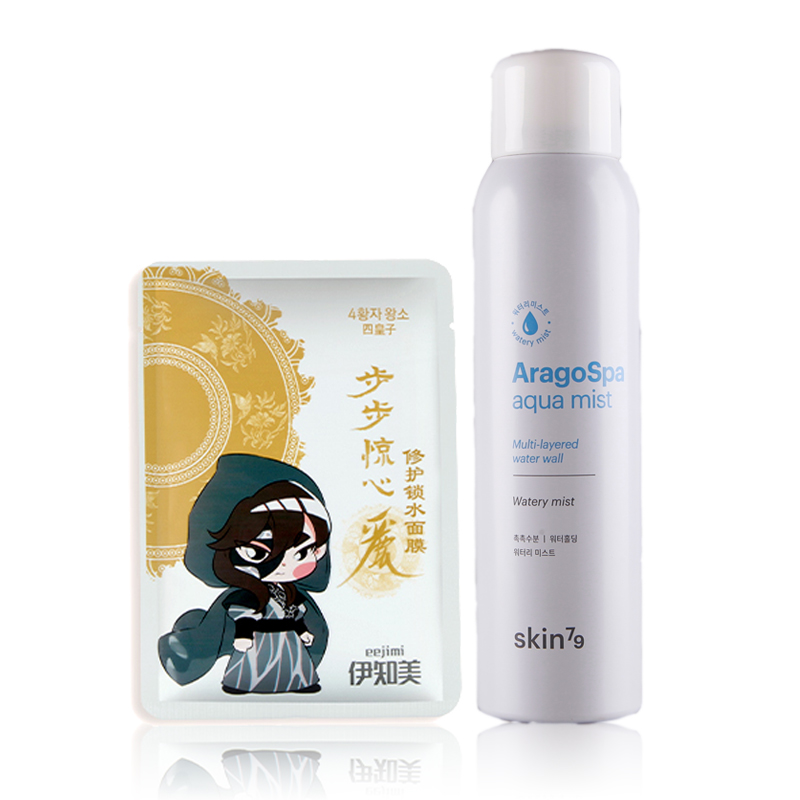 4황자 왕소
四皇子
步步惊心
修护锁水面膜
eejimi
伊知美
워터리미스트
watery mist
AragoSpa
aqua mist
Multi-layered
water wall
Watery mist
촉촉수분 | 워터홀딩
워터리 미스트
skin79